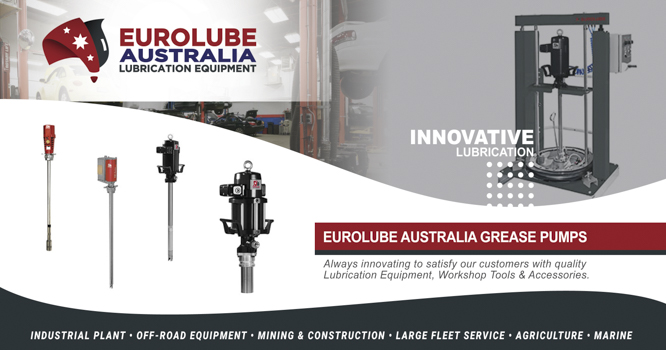 EUROLUBE
AUSTRALIA
LUBRICATION EQUIPMENT
INNOVATIVE
LUBRICATION
EUROLUBE AUSTRALIA GREASE PUMPS
Always innovating to satisfy our customers with quality
Lubrication Equipment, Workshop Tools & Accessories.
INDUSTRIAL PLANT • OFF-ROAD EQUIPMENT • MINING & CONSTRUCTION • LARGE FLEET SERVICE • AGRICULTURE • MARINE